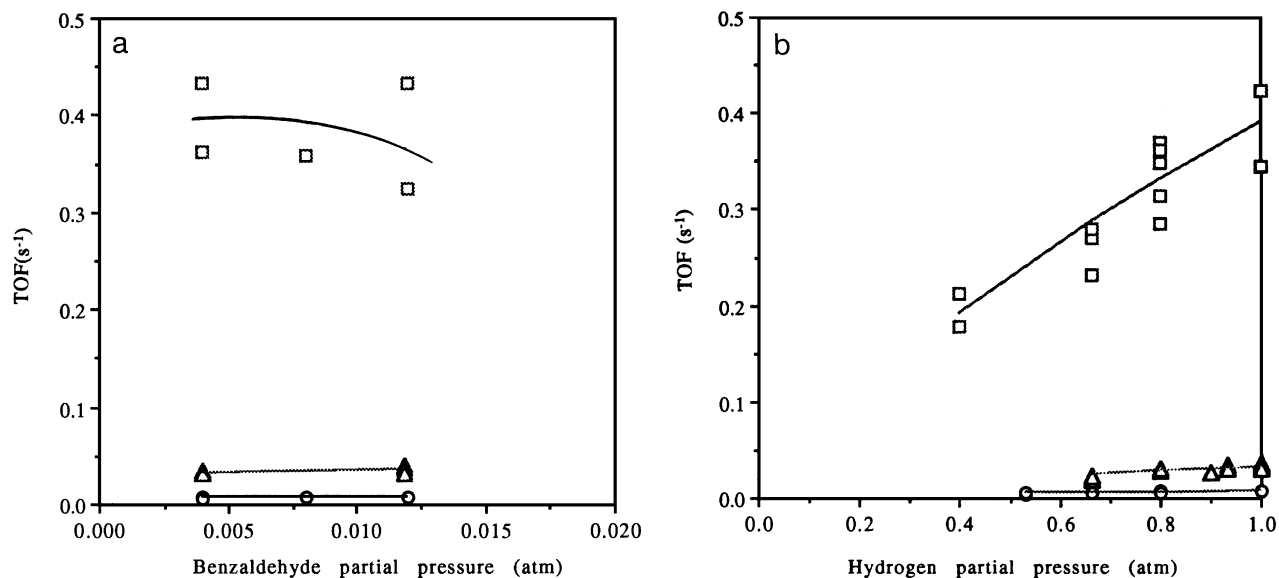 a
0.5
0.4
0.3
0.2
0.1
0.0
TOF(s⁻¹)
0.000 0.005 0.010 0.015 0.020
Benzaldehyde partial pressure (atm)
b
0.5
0.4
0.3
0.2
0.1
0.0
TOF (s⁻¹)
0.0 0.2 0.4 0.6 0.8 1.0
Hydrogen partial pressure (atm)